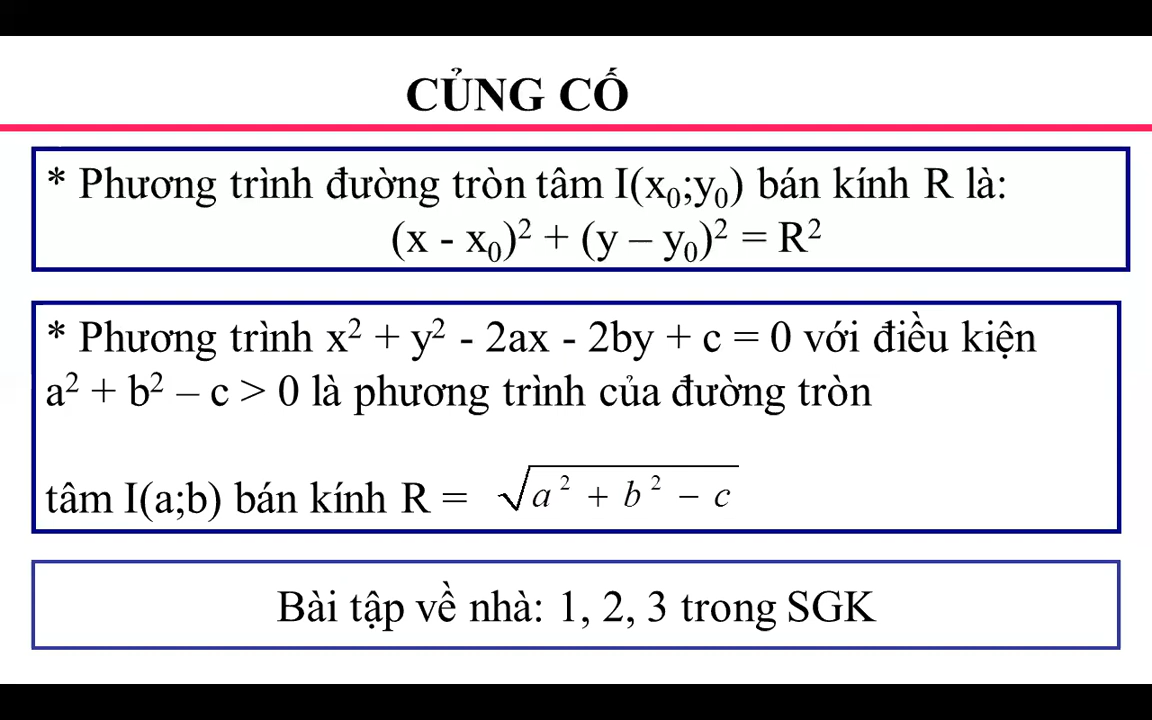 CỦNG CỐ
* Phương trình đường tròn tâm I(x₀;y₀) bán kính R là:
(x - x₀)² + (y – y₀)² = R²
* Phương trình x² + y² - 2ax - 2by + c = 0 với điều kiện
a² + b² – c > 0 là phương trình của đường tròn
tâm I(a;b) bán kính R = √(a² + b² − c)
Bài tập về nhà: 1, 2, 3 trong SGK